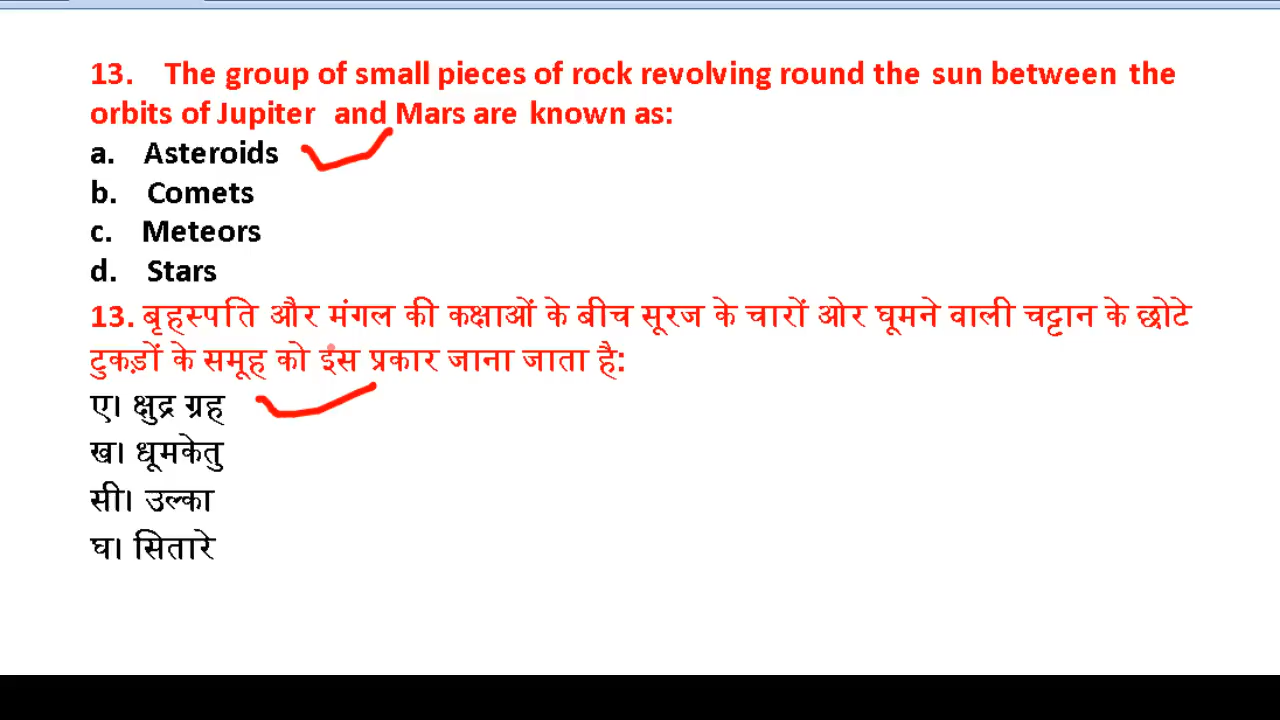 13. The group of small pieces of rock revolving round the sun between the
orbits of Jupiter and Mars are known as:
a. Asteroids
b. Comets
c. Meteors
d. Stars
13. बृहस्पति और मंगल की कक्षाओं के बीच सूरज के चारों ओर घूमने वाली चट्टान के छोटे
टुकड़ों के समूह को इस प्रकार जाना जाता है:
ए। क्षुद्र ग्रह
ख। धूमकेतु
सी। उल्का
घ। सितारे